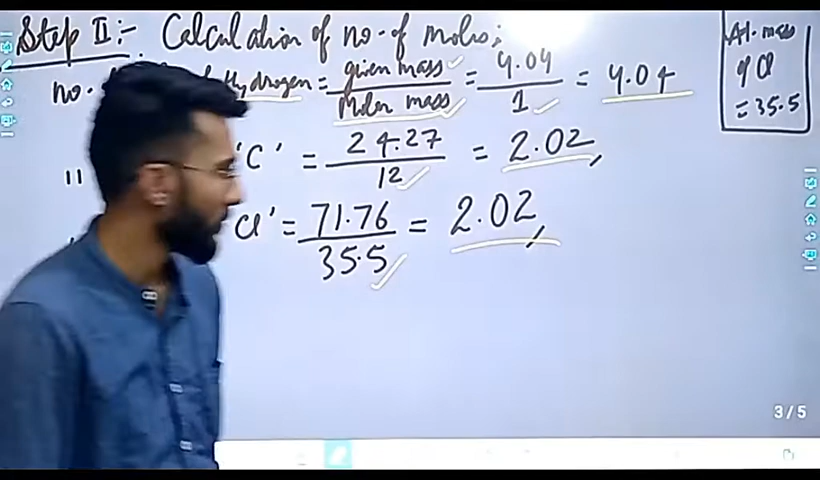 Step II:- Calculation of no. of moles;
no. Hydrogen = given mass / Molar mass = 4.04 / 1 = 4.04
" 'C' = 24.27 / 12 = 2.02,
Cl' = 71.76 / 35.5 = 2.02,
At. mass
of Cl
= 35.5
3/5